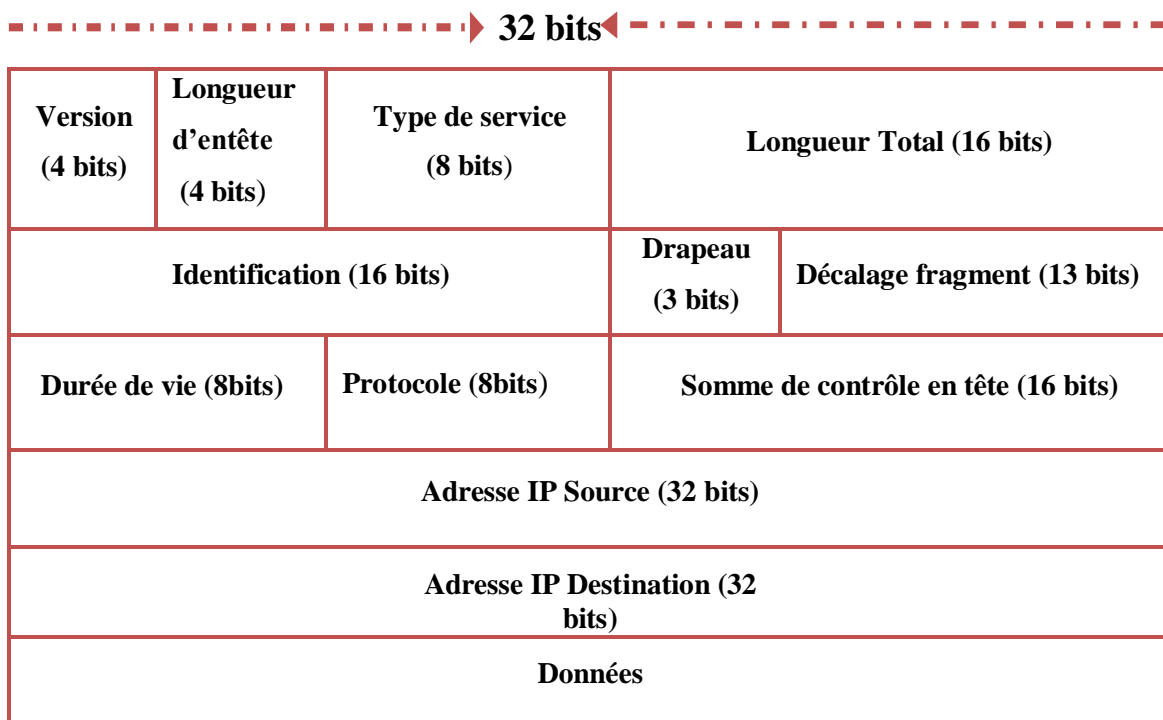 32 bits
Version
(4 bits)
Longueur
d’entête
(4 bits)
Type de service
(8 bits)
Longueur Total (16 bits)
Identification (16 bits)
Drapeau
(3 bits)
Décalage fragment (13 bits)
Durée de vie (8bits)
Protocole (8bits)
Somme de contrôle en tête (16 bits)
Adresse IP Source (32 bits)
Adresse IP Destination (32
bits)
Données